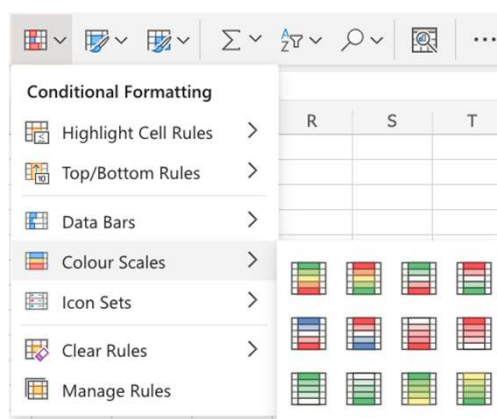 Conditional Formatting
Highlight Cell Rules
Top/Bottom Rules
Data Bars
Colour Scales
Icon Sets
Clear Rules
Manage Rules
R S T